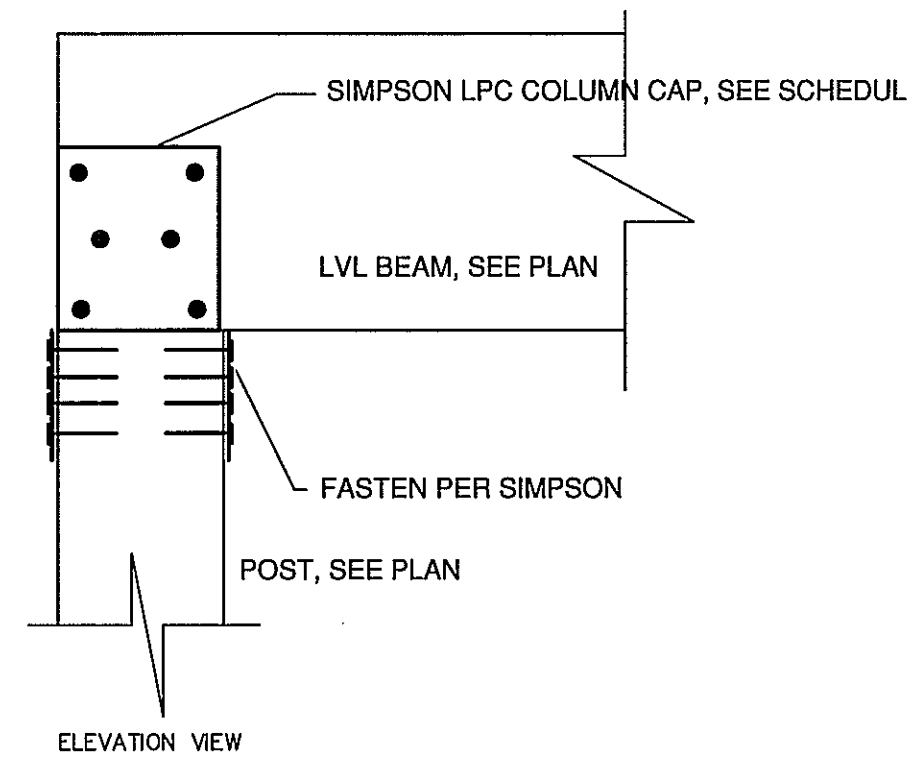 SIMPSON LPC COLUMN CAP, SEE SCHEDUL
LVL BEAM, SEE PLAN
FASTEN PER SIMPSON
POST, SEE PLAN
ELEVATION VIEW